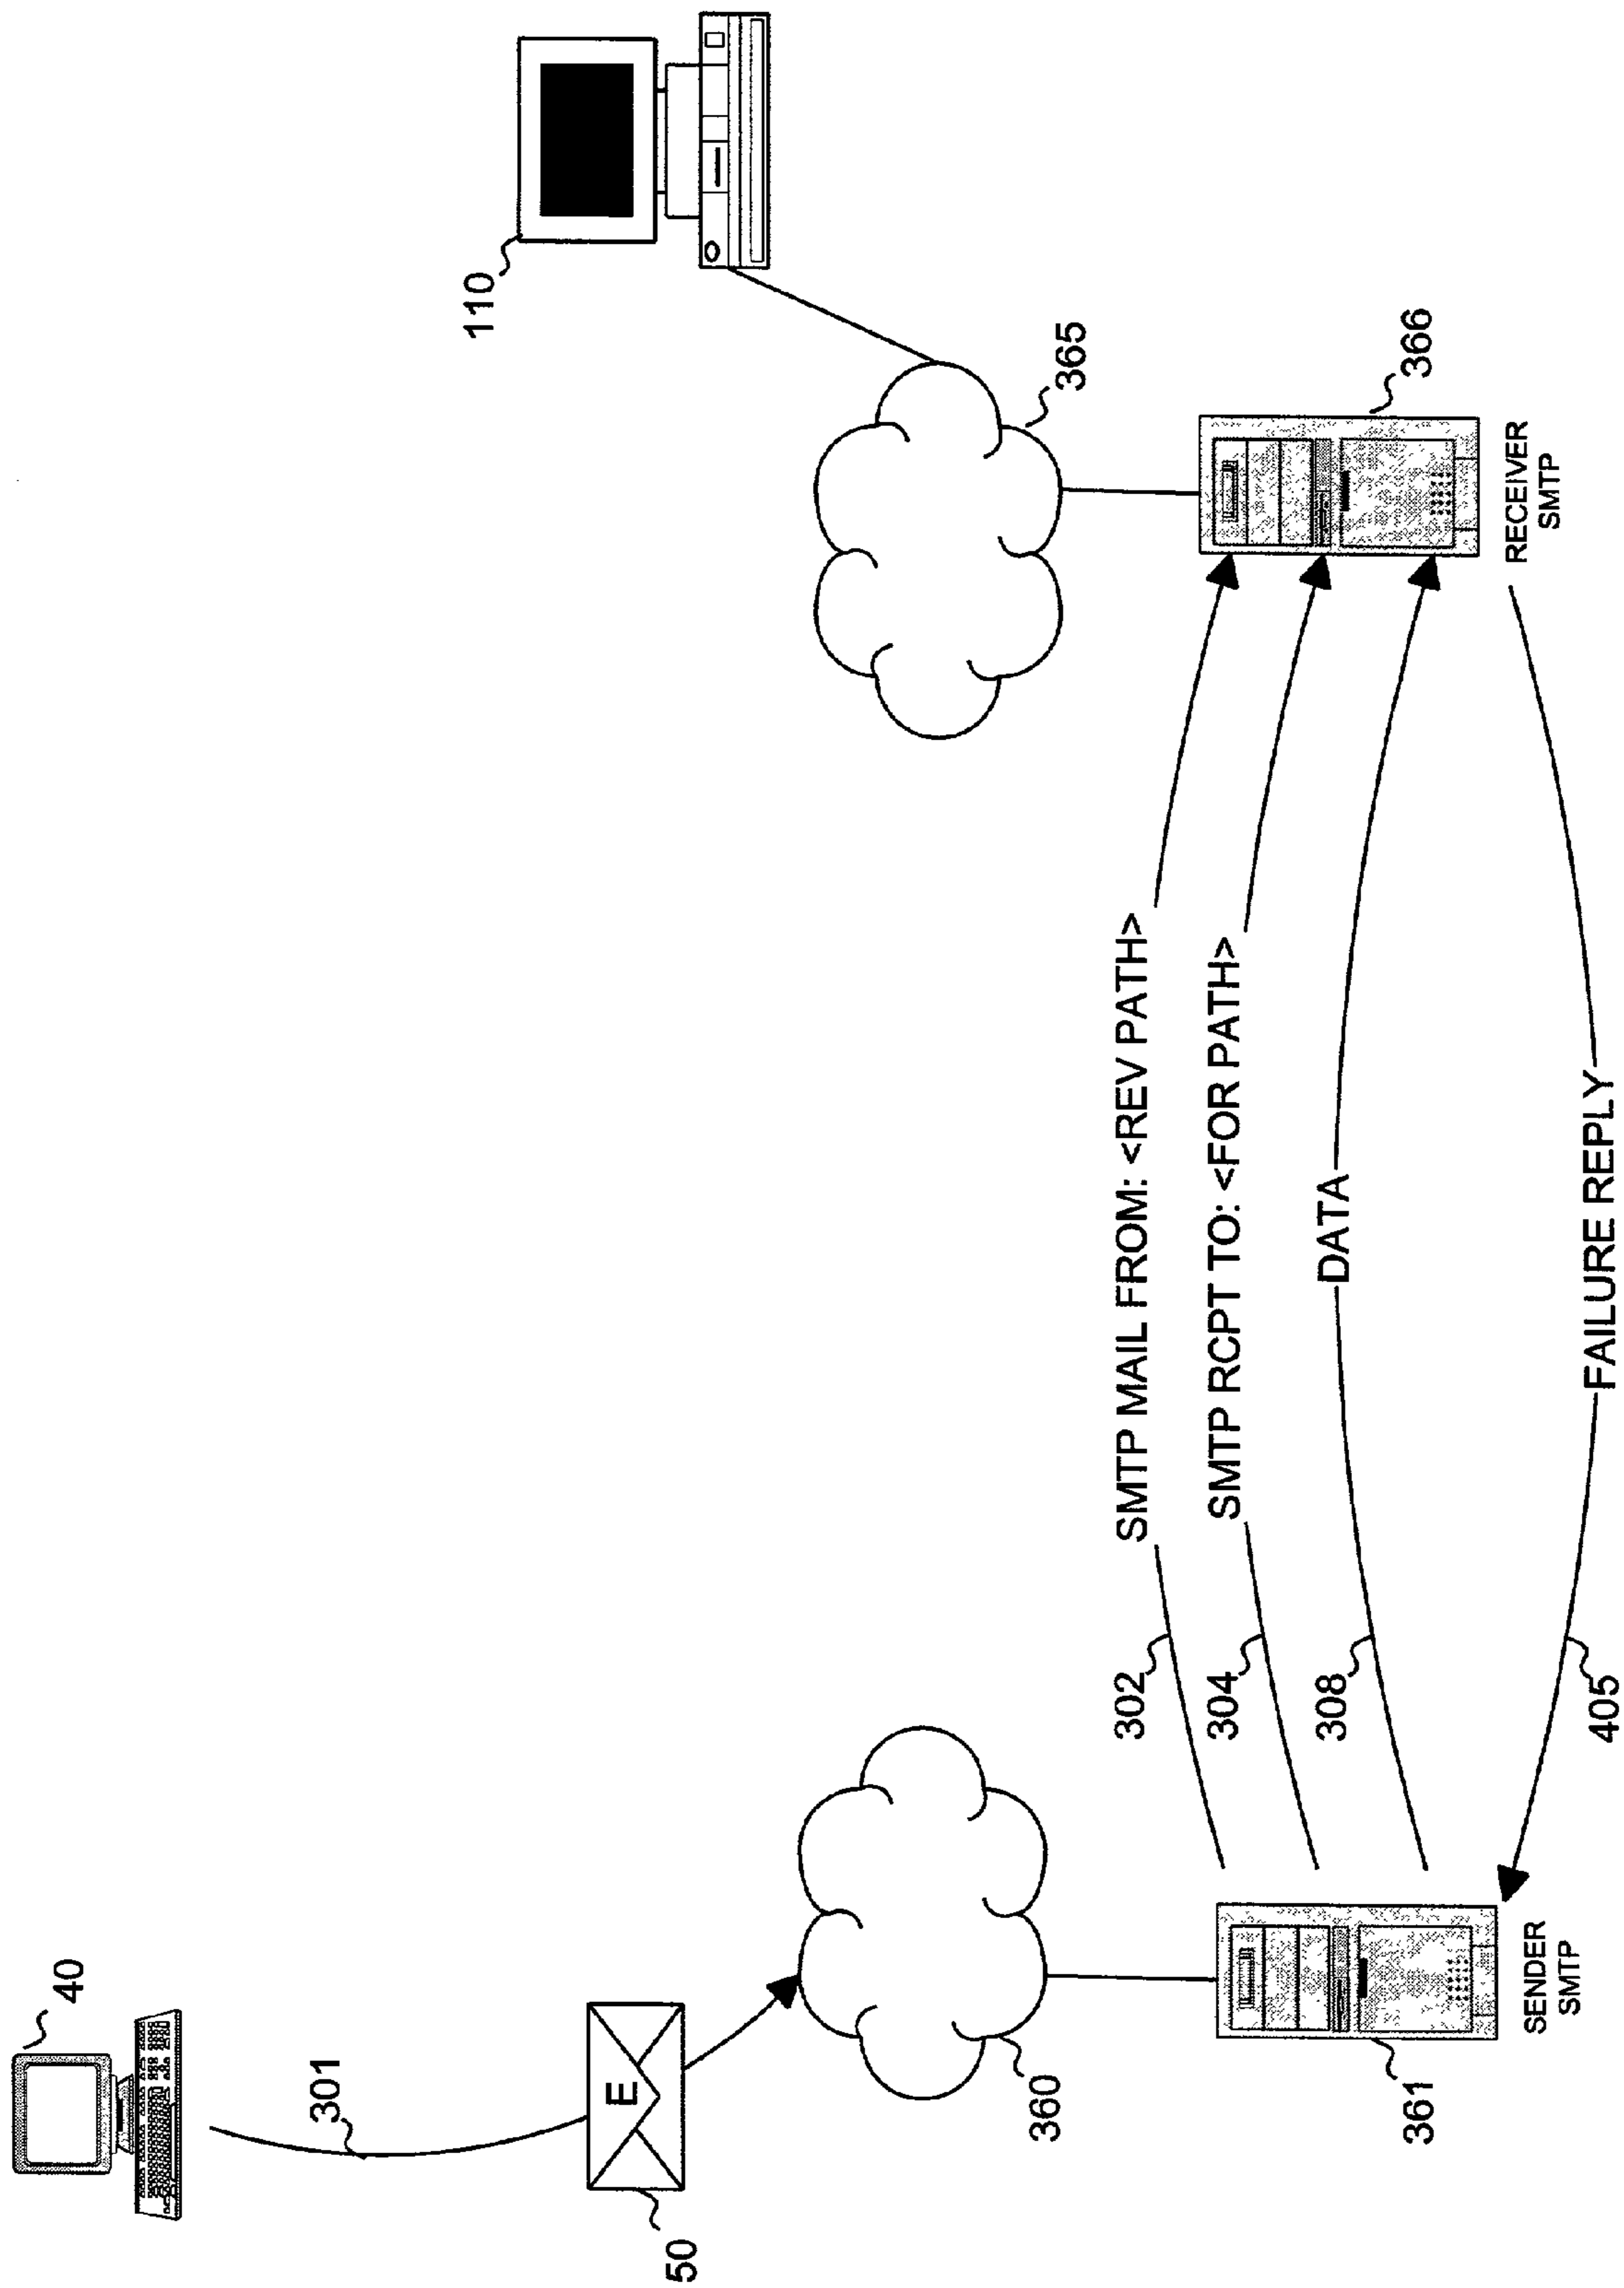 40
301
E
50
360
361
SENDER
SMTP
110
365
366
RECEIVER
SMTP
302
SMTP MAIL FROM: <REV PATH>
304
SMTP RCPT TO: <FOR PATH>
308
DATA
405
FAILURE REPLY